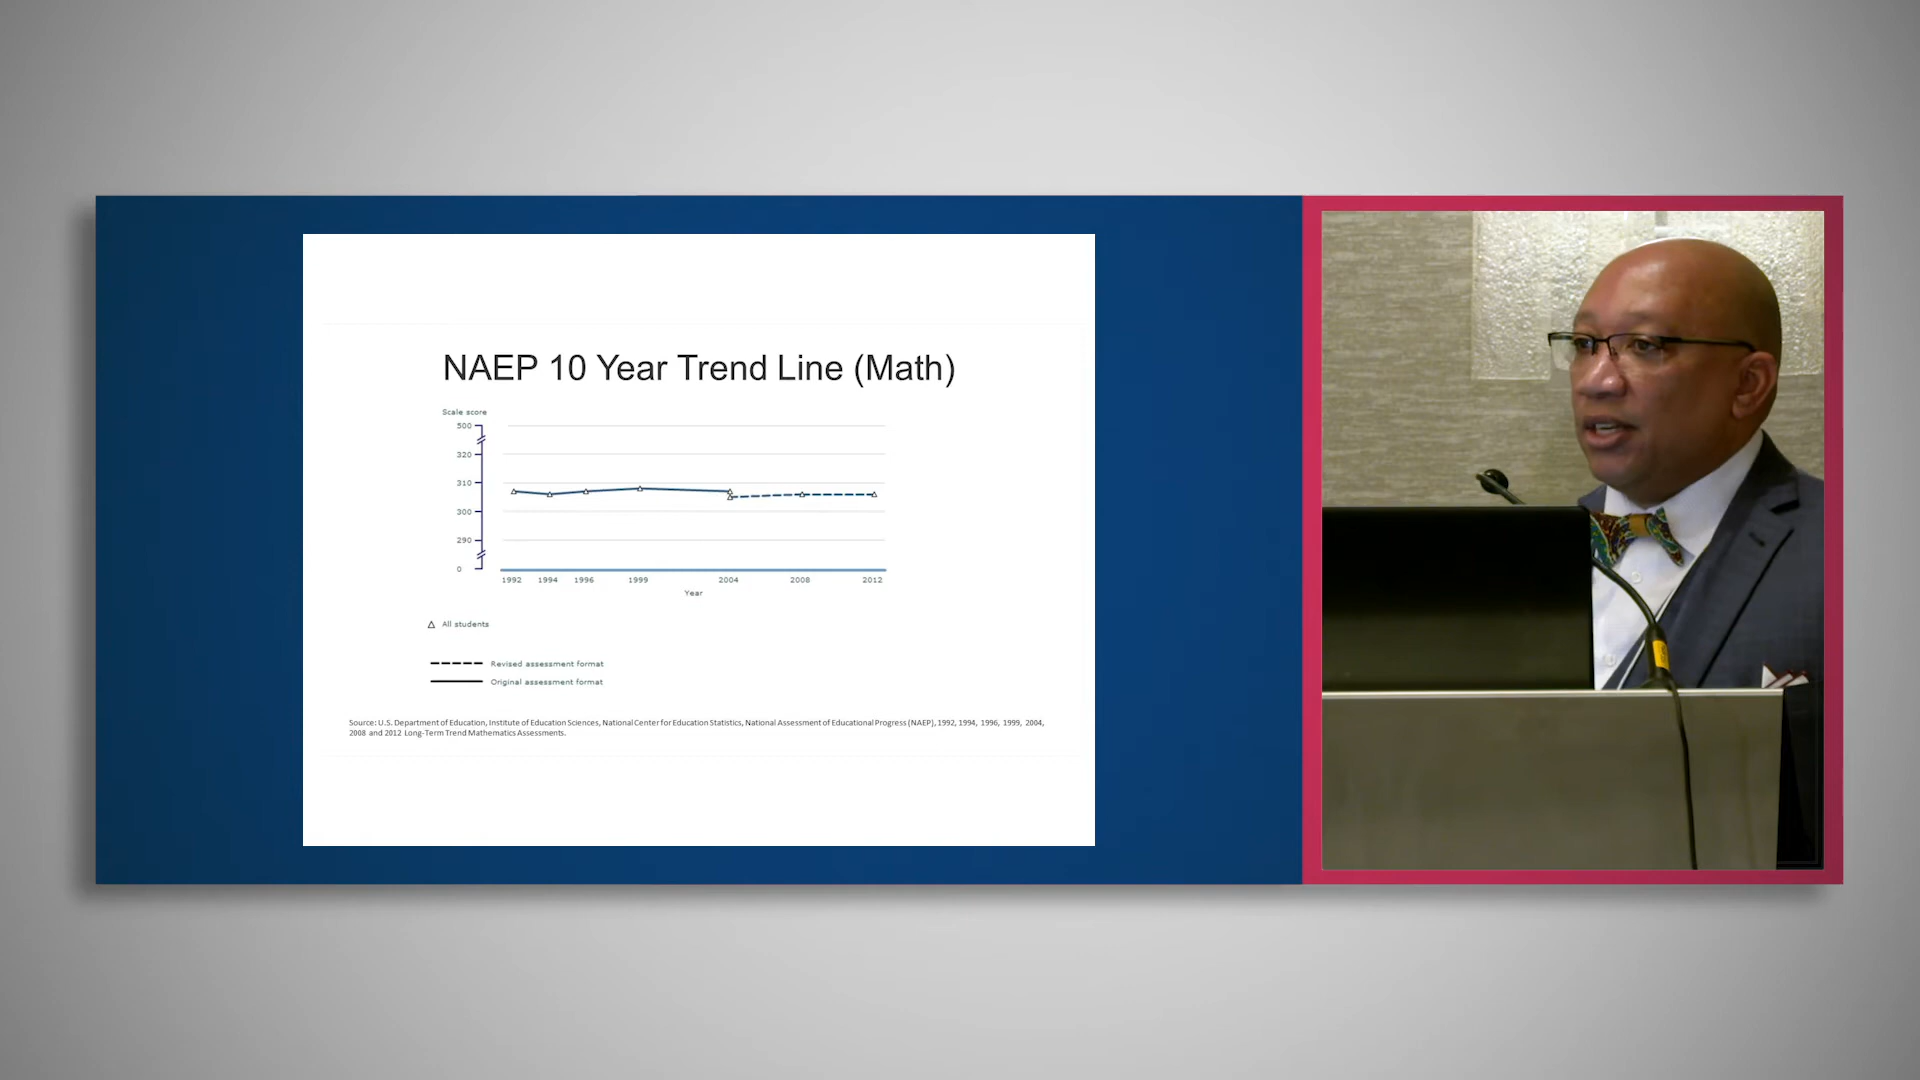 NAEP 10 Year Trend Line (Math)
Scale score
500
320
310
300
290
0
1992 1994 1996 1999 2004 2008 2012
Year
All students
Revised assessment format
Original assessment format
Source: U.S. Department of Education, Institute of Education Sciences, National Center for Education Statistics, National Assessment of Educational Progress (NAEP), 1992, 1994, 1996, 1999, 2004,
2008 and 2012 Long-Term Trend Mathematics Assessments.